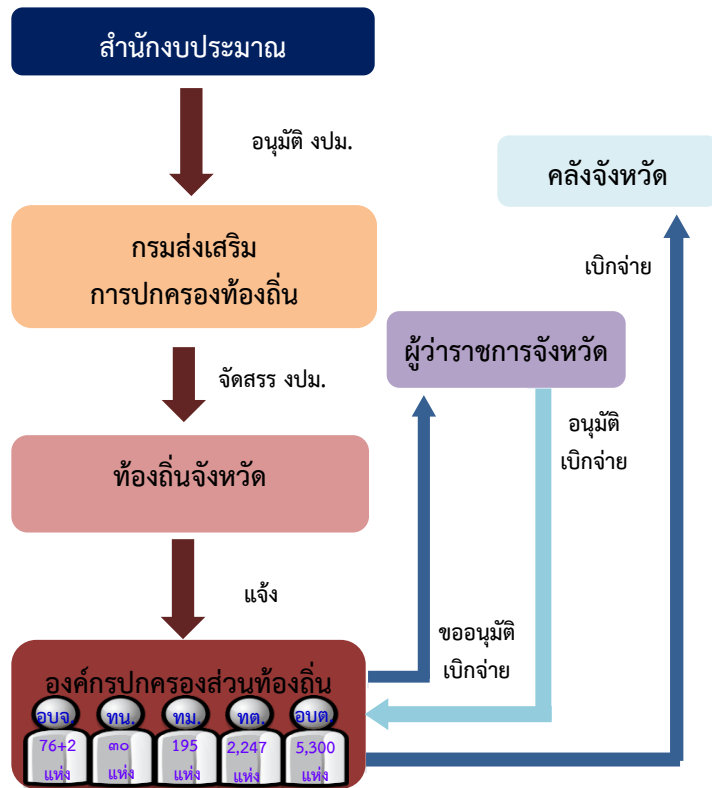 สำนักงบประมาณ
อนุมัติ งปม.
คลังจังหวัด
กรมส่งเสริม
การปกครองท้องถิ่น
เบิกจ่าย
ผู้ว่าราชการจังหวัด
จัดสรร งปม.
อนุมัติ
เบิกจ่าย
ท้องถิ่นจังหวัด
แจ้ง
ขออนุมัติ
เบิกจ่าย
องค์กรปกครองส่วนท้องถิ่น
อบจ. ทน. ทม. ทต. อบต.
76+2 ๓๐ 195 2,247 5,300
แห่ง แห่ง แห่ง แห่ง แห่ง